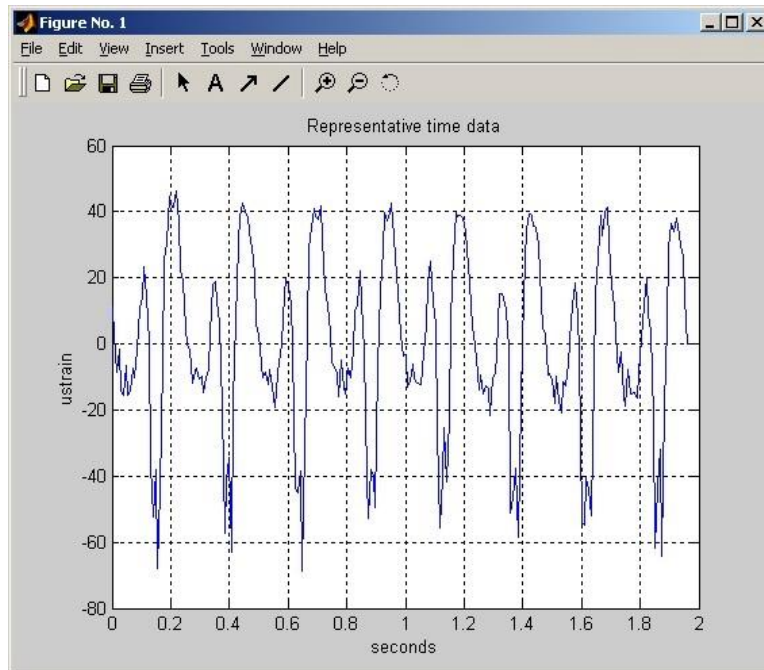 Figure No. 1
File Edit View Insert Tools Window Help
A
Representative time data
60
40
20
0
-20
-40
-60
-80
ustrain
0 0.2 0.4 0.6 0.8 1 1.2 1.4 1.6 1.8 2
seconds